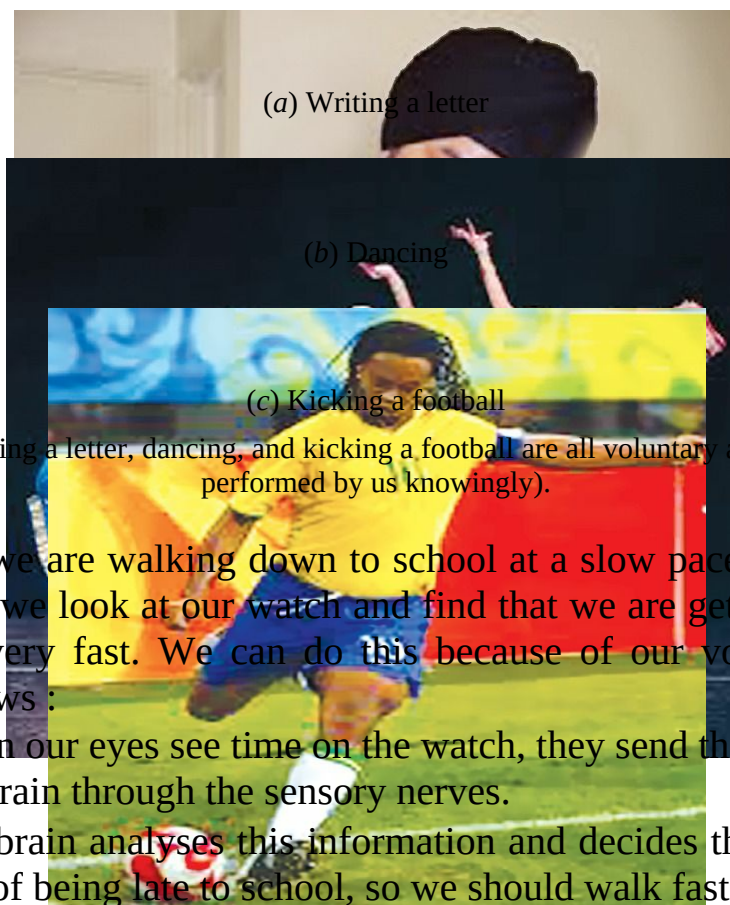 (a) Writing a letter
(b) Dancing
(c) Kicking a football
ing a letter, dancing, and kicking a football are all voluntary a
performed by us knowingly).
we are walking down to school at a slow pace
we look at our watch and find that we are get
very fast. We can do this because of our vo
ws :
n our eyes see time on the watch, they send th
rain through the sensory nerves.
brain analyses this information and decides th
of being late to school, so we should walk fast